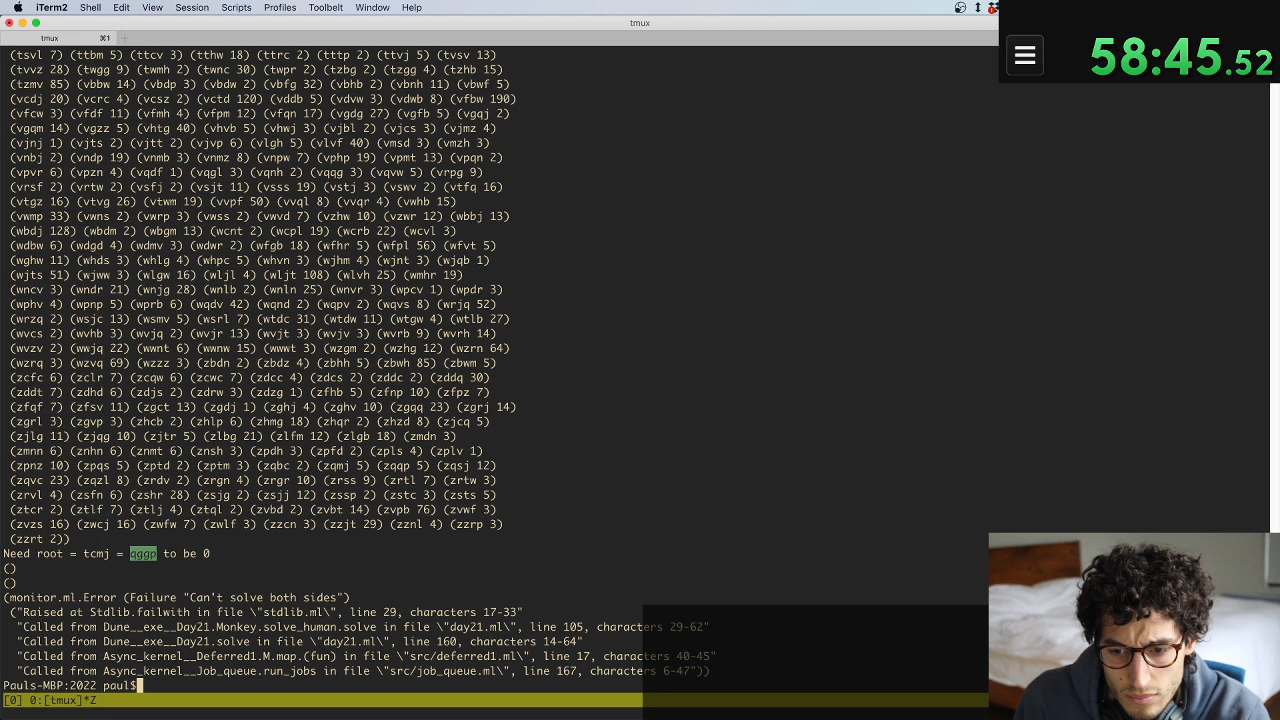 iTerm2 Shell Edit View Session Scripts Profiles Toolbelt Window Help
tmux
tmux ⌘1
58:45.52
(tsvl 7) (ttbm 5) (ttcv 3) (tthw 18) (ttrc 2) (tttp 2) (ttvj 5) (tvsv 13)
(tvvz 28) (twgg 9) (twmh 2) (twnc 30) (twpr 2) (tzbg 2) (tzgg 4) (tzhb 15)
(tzmv 85) (vbbw 14) (vbdp 3) (vbdw 2) (vbfg 32) (vbhb 2) (vbnh 11) (vbwf 5)
(vcdj 20) (vcrc 4) (vcsz 2) (vctd 120) (vddb 5) (vdvw 3) (vdwb 8) (vfbw 190)
(vfcw 3) (vfdf 11) (vfmh 4) (vfpm 12) (vfqn 17) (vgdg 27) (vgfb 5) (vgqj 2)
(vgqm 14) (vgzz 5) (vhtg 40) (vhvb 5) (vhwj 3) (vjbl 2) (vjcs 3) (vjmz 4)
(vjnj 1) (vjts 2) (vjtt 2) (vjvp 6) (vlgh 5) (vlvf 40) (vmsd 3) (vmzh 3)
(vnbj 2) (vndp 19) (vnmb 3) (vnmz 8) (vnpw 7) (vphp 19) (vpmt 13) (vpqn 2)
(vpvr 6) (vpzn 4) (vqdf 1) (vqgl 3) (vqnh 2) (vqqg 3) (vqvw 5) (vrpg 9)
(vrsf 2) (vrtw 2) (vsfj 2) (vsjt 11) (vsss 19) (vstj 3) (vswv 2) (vtfq 16)
(vtgz 16) (vtvg 26) (vtwm 19) (vvpf 50) (vvql 8) (vvqr 4) (vwhb 15)
(vwmp 33) (vwns 2) (vwrp 3) (vwss 2) (vwvd 7) (vzhw 10) (vzwr 12) (wbbj 13)
(wbdj 128) (wbdm 2) (wbgm 13) (wcnt 2) (wcpl 19) (wcrb 22) (wcvl 3)
(wdbw 6) (wdgd 4) (wdmv 3) (wdwr 2) (wfgb 18) (wfhr 5) (wfpl 56) (wfvt 5)
(wghw 11) (whds 3) (whlg 4) (whpc 5) (whvn 3) (wjhm 4) (wjnt 3) (wjqb 1)
(wjts 51) (wjww 3) (wlgw 16) (wljl 4) (wljt 108) (wlvh 25) (wmhr 19)
(wncv 3) (wndr 21) (wnjg 28) (wnlb 2) (wnln 25) (wnvr 3) (wpcv 1) (wpdr 3)
(wphv 4) (wpnp 5) (wprb 6) (wqdv 42) (wqnd 2) (wqpv 2) (wqvs 8) (wrjq 52)
(wrzq 2) (wsjc 13) (wsmv 5) (wsrl 7) (wtdc 31) (wtdw 11) (wtgw 4) (wtlb 27)
(wvcs 2) (wvhb 3) (wvjq 2) (wvjr 13) (wvjt 3) (wvjv 3) (wvrb 9) (wvrh 14)
(wvzv 2) (wwjq 22) (wwnt 6) (wwnw 15) (wwwt 3) (wzgm 2) (wzhg 12) (wzrn 64)
(wzrq 3) (wzvq 69) (wzzz 3) (zbdn 2) (zbdz 4) (zbhh 5) (zbwh 85) (zbwm 5)
(zcfc 6) (zclr 7) (zcqw 6) (zcwc 7) (zdcc 4) (zdcs 2) (zddc 2) (zddq 30)
(zddt 7) (zdhd 6) (zdjs 2) (zdrw 3) (zdzg 1) (zfhb 5) (zfnp 10) (zfpz 7)
(zfqf 7) (zfsv 11) (zgct 13) (zgdj 1) (zghj 4) (zghv 10) (zgqq 23) (zgrj 14)
(zgrl 3) (zgvp 3) (zhcb 2) (zhlp 6) (zhmg 18) (zhqr 2) (zhzd 8) (zjcq 5)
(zjlg 11) (zjqg 10) (zjtr 5) (zlbg 21) (zlfm 12) (zlgb 18) (zmdn 3)
(zmnn 6) (znhn 6) (znmt 6) (znsh 3) (zpdh 3) (zpfd 2) (zpls 4) (zplv 1)
(zpnz 10) (zpqs 5) (zptd 2) (zptm 3) (zqbc 2) (zqmj 5) (zqqp 5) (zqsj 12)
(zqvc 23) (zqzl 8) (zrdv 2) (zrgn 4) (zrgr 10) (zrss 9) (zrtl 7) (zrtw 3)
(zrvl 4) (zsfn 6) (zshr 28) (zsjg 2) (zsjj 12) (zssp 2) (zstc 3) (zsts 5)
(ztcr 2) (ztlf 7) (ztlj 4) (ztql 2) (zvbd 2) (zvbt 14) (zvpb 76) (zvwf 3)
(zvzs 16) (zwcj 16) (zwfw 7) (zwlf 3) (zzcn 3) (zzjt 29) (zznl 4) (zzrp 3)
(zzrt 2))
Need root = tcmj = qggp to be 0
()
()
(monitor.ml.Error (Failure "Can't solve both sides")
("Raised at Stdlib.failwith in file \"stdlib.ml\", line 29, characters 17-33"
"Called from Dune__exe__Day21.Monkey.solve_human.solve in file \"day21.ml\", line 105, characters 29-62"
"Called from Dune__exe__Day21.solve in file \"day21.ml\", line 160, characters 14-64"
"Called from Async_kernel__Deferred1.M.map.(fun) in file \"src/deferred1.ml\", line 17, characters 40-45"
"Called from Async_kernel__Job_queue.run_jobs in file \"src/job_queue.ml\", line 167, characters 6-47"))
Pauls-MBP:2022 paul$
[0] 0:[tmux]*Z